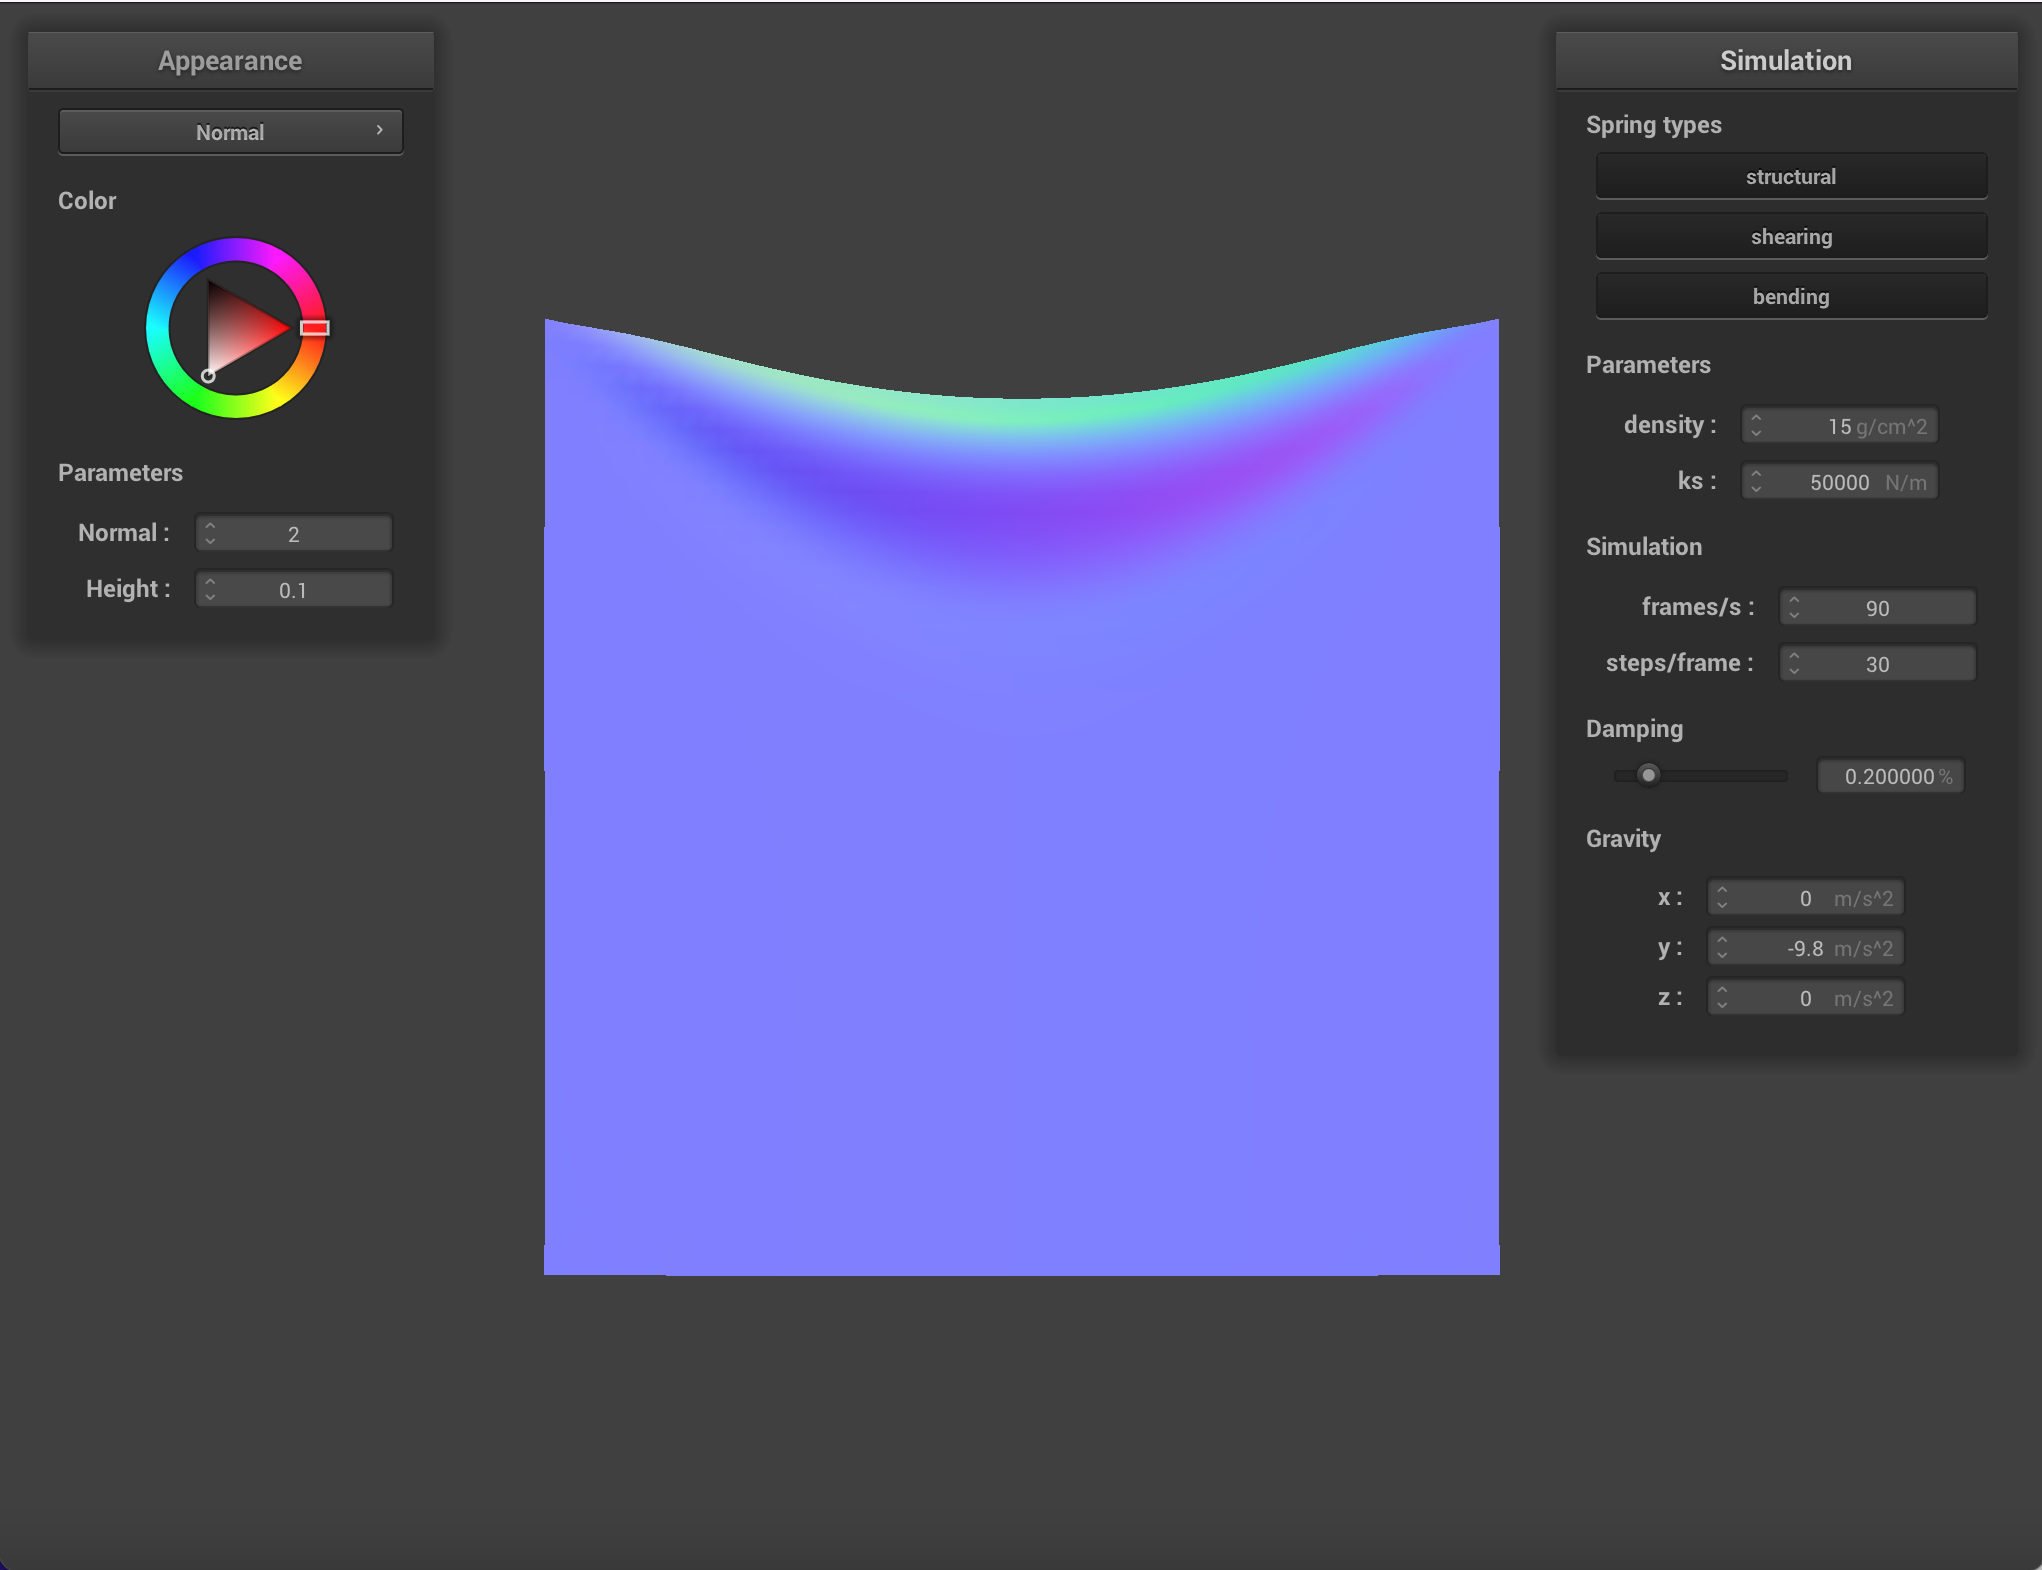 Appearance
Normal
Color
Parameters
Normal : 2
Height : 0.1
Simulation
Spring types
structural
shearing
bending
Parameters
density : 15 g/cm^2
ks : 50000 N/m
Simulation
frames/s : 90
steps/frame : 30
Damping
0.200000 %
Gravity
x : 0 m/s^2
y : -9.8 m/s^2
z : 0 m/s^2